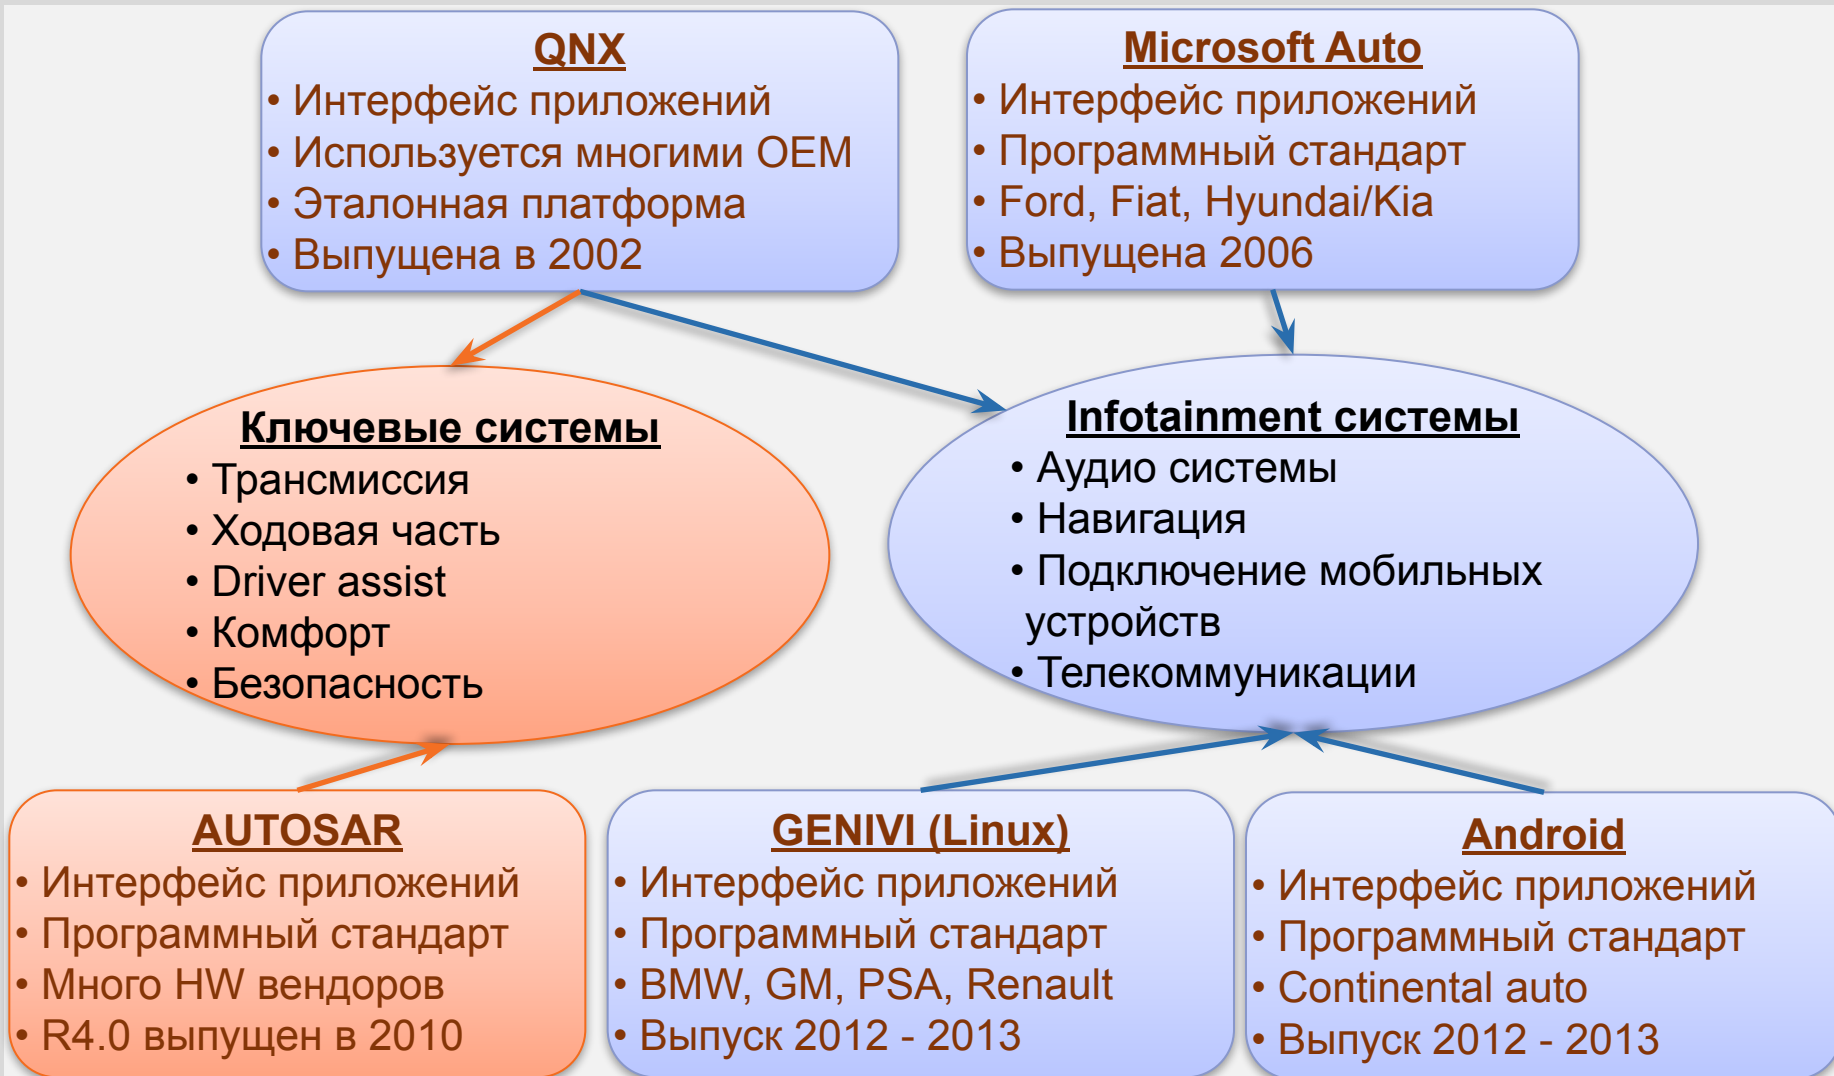 QNX
• Интерфейс приложений
• Используется многими OEM
• Эталонная платформа
• Выпущена в 2002
Microsoft Auto
• Интерфейс приложений
• Программный стандарт
• Ford, Fiat, Hyundai/Kia
• Выпущена 2006
Ключевые системы
• Трансмиссия
• Ходовая часть
• Driver assist
• Комфорт
• Безопасность
Infotainment системы
• Аудио системы
• Навигация
• Подключение мобильных
устройств
• Телекоммуникации
AUTOSAR
• Интерфейс приложений
• Программный стандарт
• Много HW вендоров
• R4.0 выпущен в 2010
GENIVI (Linux)
• Интерфейс приложений
• Программный стандарт
• BMW, GM, PSA, Renault
• Выпуск 2012 - 2013
Android
• Интерфейс приложений
• Программный стандарт
• Continental auto
• Выпуск 2012 - 2013